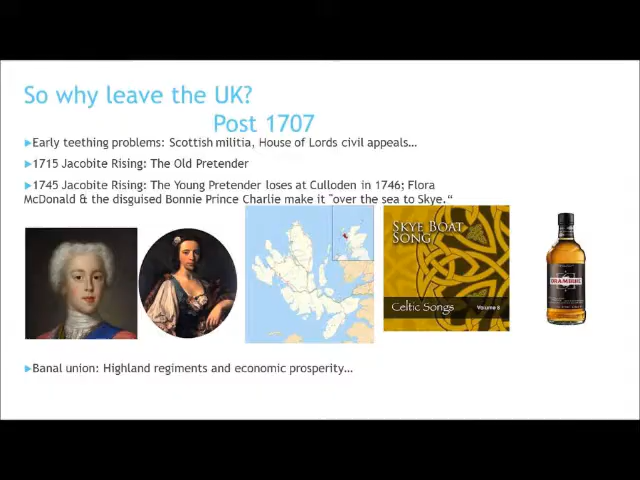 So why leave the UK?
Post 1707
Early teething problems: Scottish militia, House of Lords civil appeals…
1715 Jacobite Rising: The Old Pretender
1745 Jacobite Rising: The Young Pretender loses at Culloden in 1746; Flora
McDonald & the disguised Bonnie Prince Charlie make it "over the sea to Skye.“
SKYE BOAT
SONG
Celtic Songs Volume 8
DRAMBUIE
Banal union: Highland regiments and economic prosperity…